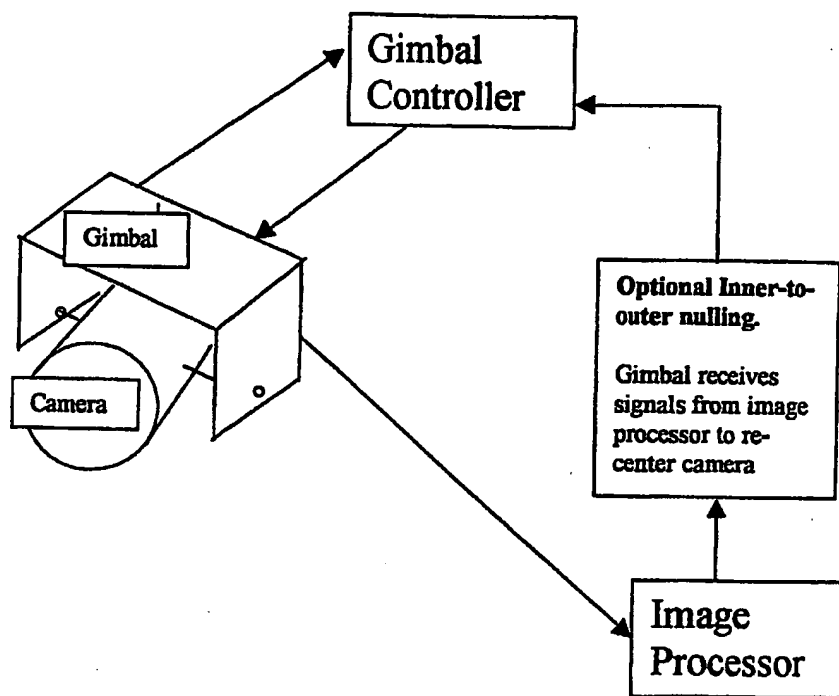 Gimbal
Controller
Gimbal
Camera
Optional Inner-to-
outer nulling.
Gimbal receives
signals from image
processor to re-
center camera
Image
Processor